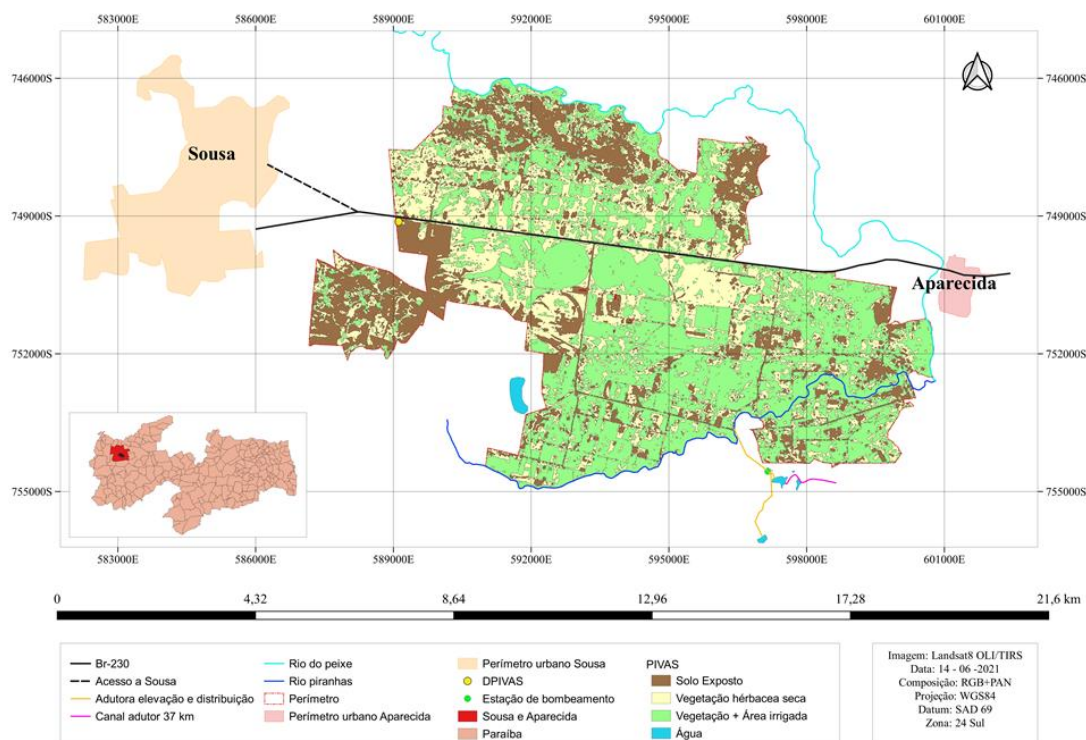 583000E 586000E 589000E 592000E 595000E 598000E 601000E
746000S 746000S
Sousa
749000S 749000S
Aparecida
752000S 752000S
755000S 755000S
583000E 586000E 589000E 592000E 595000E 598000E 601000E
0 4,32 8,64 12,96 17,28 21,6 km
Br-230
Acesso a Sousa
Adutora elevação e distribuição
Canal adutor 37 km
Rio do peixe
Rio piranhas
Perímetro
Perímetro urbano Aparecida
Perímetro urbano Sousa
DPIVAS
Estação de bombeamento
Sousa e Aparecida
Paraíba
PIVAS
Solo Exposto
Vegetação hérbacea seca
Vegetação + Área irrigada
Água
Imagem: Landsat8 OLI/TIRS
Data: 14 - 06 -2021
Composição: RGB+PAN
Projeção: WGS84
Datum: SAD 69
Zona: 24 Sul